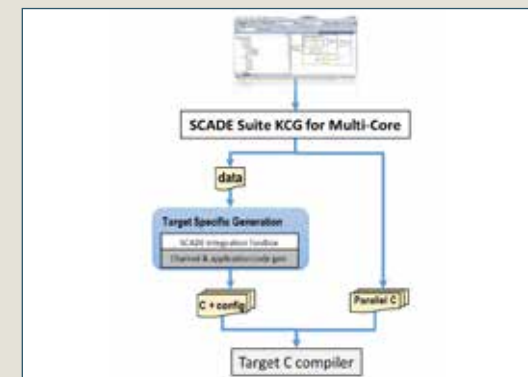 SCADE Suite KCG for Multi-Core
data
Target Specific Generation
SCADE Integration Toolbox
Channel & application code gen
C + config
Parallel C
Target C compiler